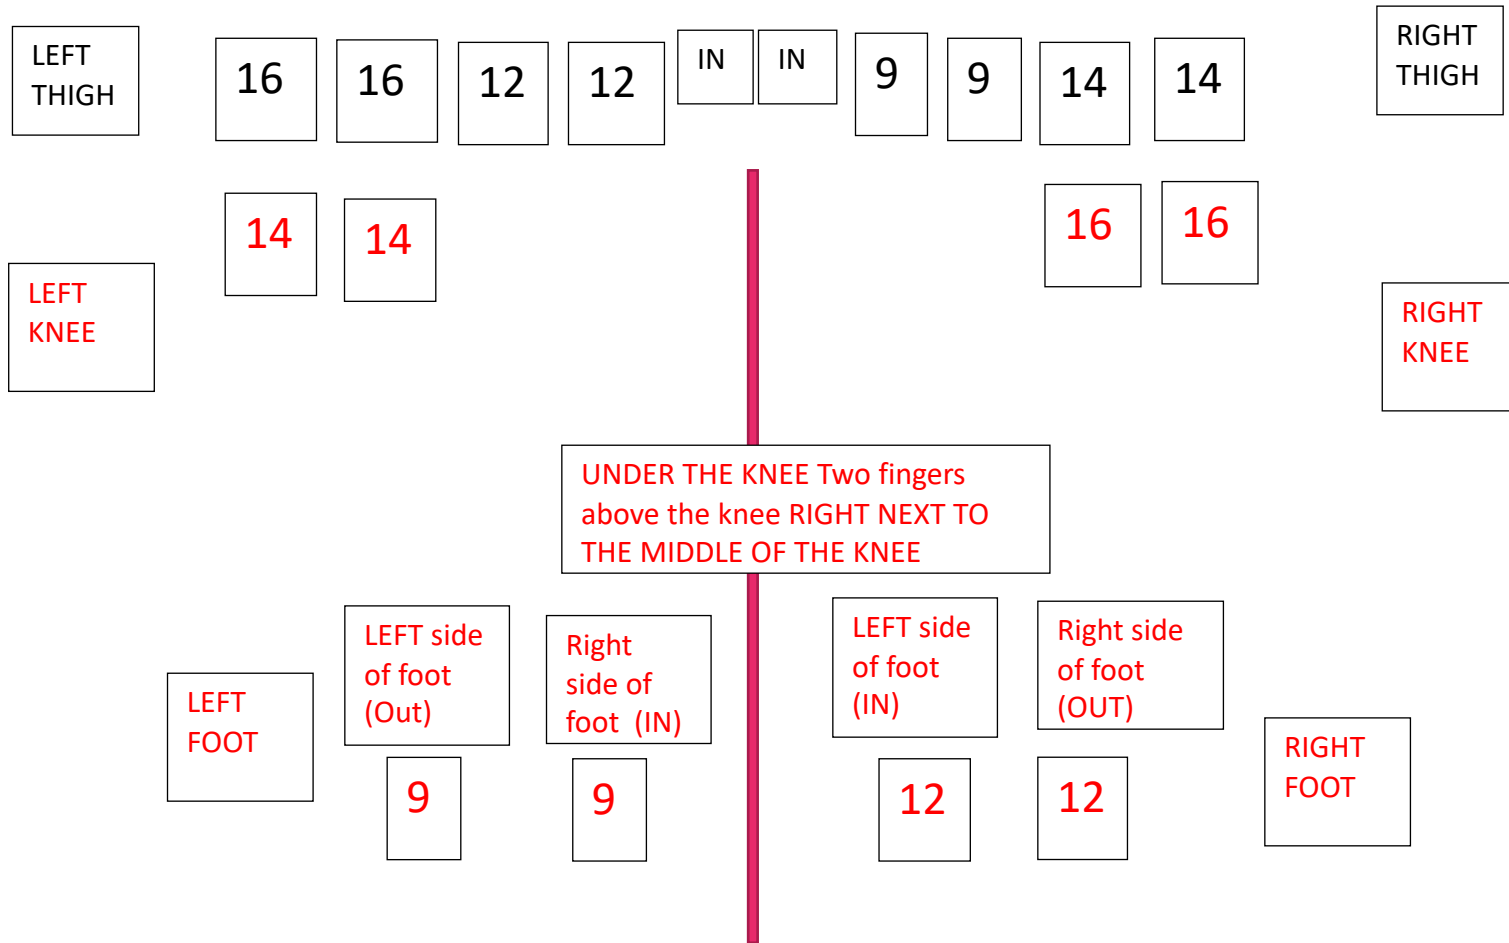 LEFT
THIGH
16
16
12
12
IN
IN
9
9
14
14
RIGHT
THIGH
14
14
16
16
LEFT
KNEE
RIGHT
KNEE
UNDER THE KNEE Two fingers
above the knee RIGHT NEXT TO
THE MIDDLE OF THE KNEE
LEFT side
of foot
(Out)
Right
side of
foot (IN)
LEFT side
of foot
(IN)
Right side
of foot
(OUT)
LEFT
FOOT
RIGHT
FOOT
9
9
12
12